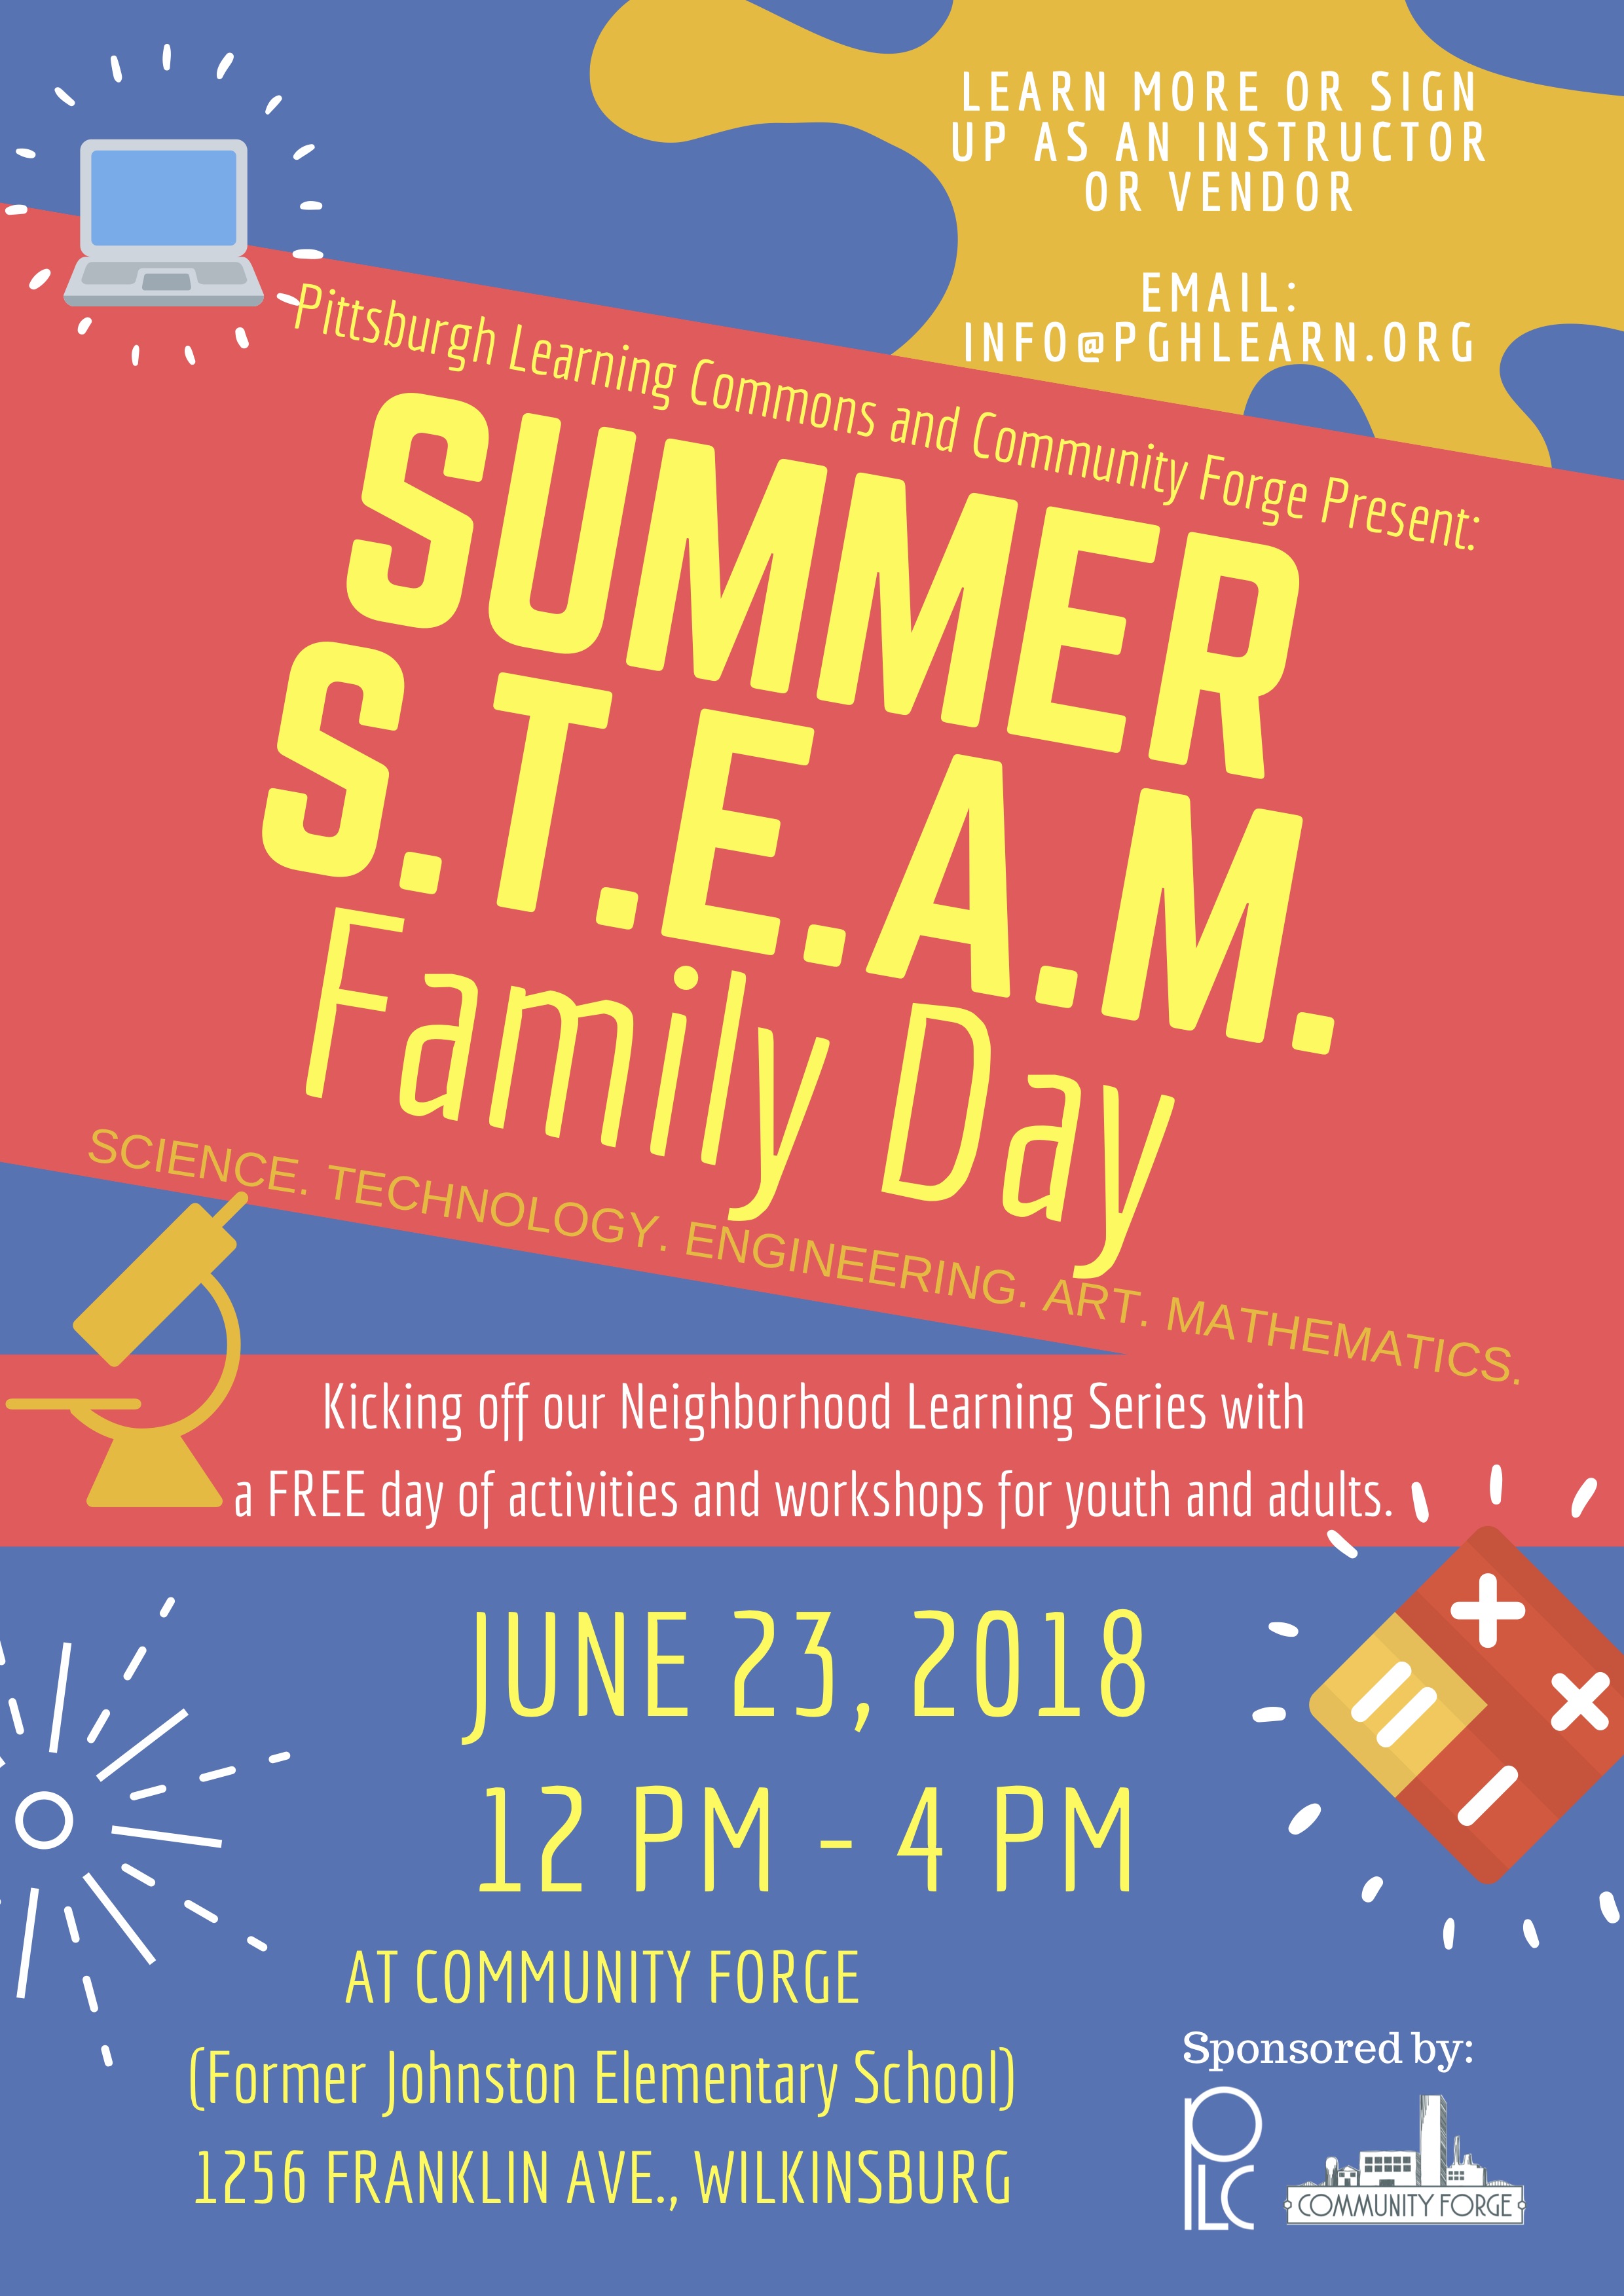 LEARN MORE OR SIGN
UP AS AN INSTRUCTOR
OR VENDOR
EMAIL:
INFO@PGHLEARN.ORG
Pittsburgh Learning Commons and Community Forge Present:
SUMMER
S.T.E.A.M.
Family Day
SCIENCE. TECHNOLOGY. ENGINEERING. ART. MATHEMATICS.
Kicking off our Neighborhood Learning Series with
a FREE day of activities and workshops for youth and adults.
JUNE 23, 2018
12 PM - 4 PM
AT COMMUNITY FORGE
(Former Johnston Elementary School)
1256 FRANKLIN AVE., WILKINSBURG
Sponsored by:
PLC
COMMUNITY FORGE